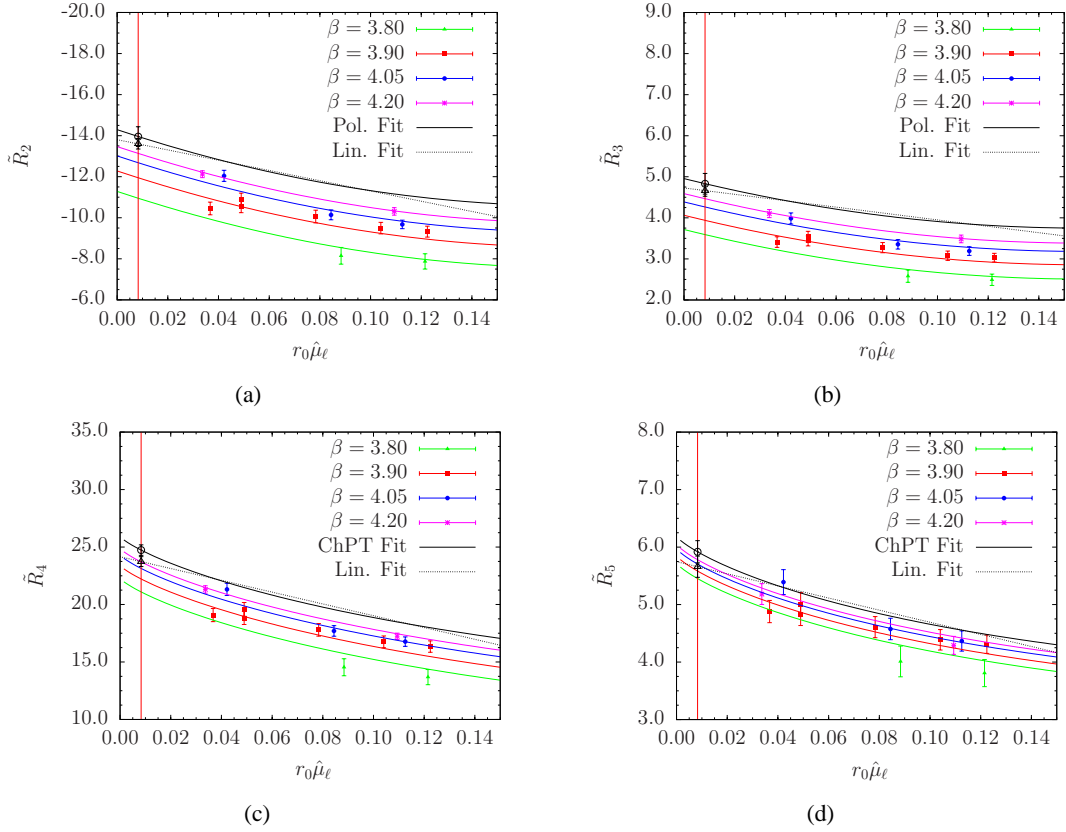 -20.0
-18.0
-16.0
-14.0
-12.0
-10.0
-8.0
-6.0
0.00 0.02 0.04 0.06 0.08 0.10 0.12 0.14
R̃₂
r₀μ̂ℓ
β = 3.80
β = 3.90
β = 4.05
β = 4.20
Pol. Fit
Lin. Fit
(a)
9.0
8.0
7.0
6.0
5.0
4.0
3.0
2.0
0.00 0.02 0.04 0.06 0.08 0.10 0.12 0.14
R̃₃
r₀μ̂ℓ
β = 3.80
β = 3.90
β = 4.05
β = 4.20
Pol. Fit
Lin. Fit
(b)
35.0
30.0
25.0
20.0
15.0
10.0
0.00 0.02 0.04 0.06 0.08 0.10 0.12 0.14
R̃₄
r₀μ̂ℓ
β = 3.80
β = 3.90
β = 4.05
β = 4.20
ChPT Fit
Lin. Fit
(c)
8.0
7.0
6.0
5.0
4.0
3.0
0.00 0.02 0.04 0.06 0.08 0.10 0.12 0.14
R̃₅
r₀μ̂ℓ
β = 3.80
β = 3.90
β = 4.05
β = 4.20
ChPT Fit
Lin. Fit
(d)